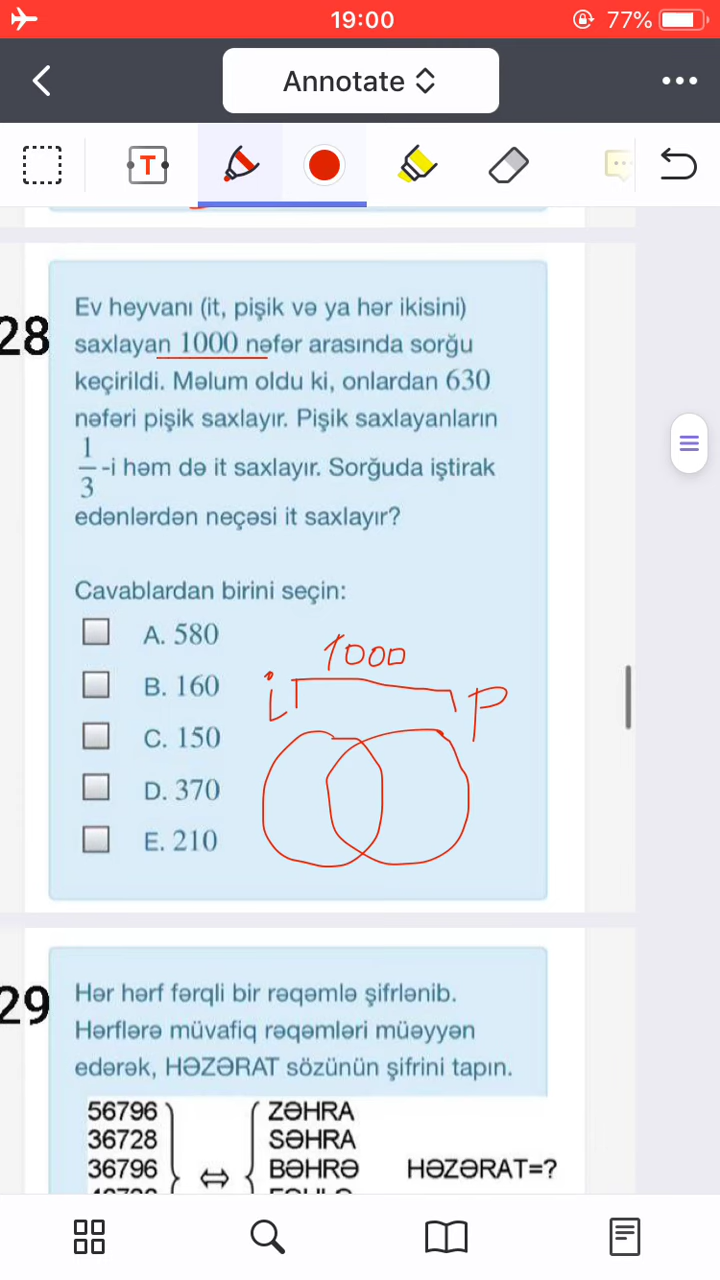 19:00
77%
Annotate
T
28
Ev heyvanı (it, pişik və ya hər ikisini)
saxlayan 1000 nəfər arasında sorğu
keçirildi. Məlum oldu ki, onlardan 630
nəfəri pişik saxlayır. Pişik saxlayanların
1/3-i həm də it saxlayır. Sorğuda iştirak
edənlərdən neçəsi it saxlayır?
Cavablardan birini seçin:
A. 580
B. 160
C. 150
D. 370
E. 210
1000
i
P
29
Hər hərf fərqli bir rəqəmlə şifrlənib.
Hərflərə müvafiq rəqəmləri müəyyən
edərək, HƏZƏRAT sözünün şifrini tapın.
56796 ZƏHRA
36728 SƏHRA
36796 ⇔ BƏHRƏ HƏZƏRAT=?